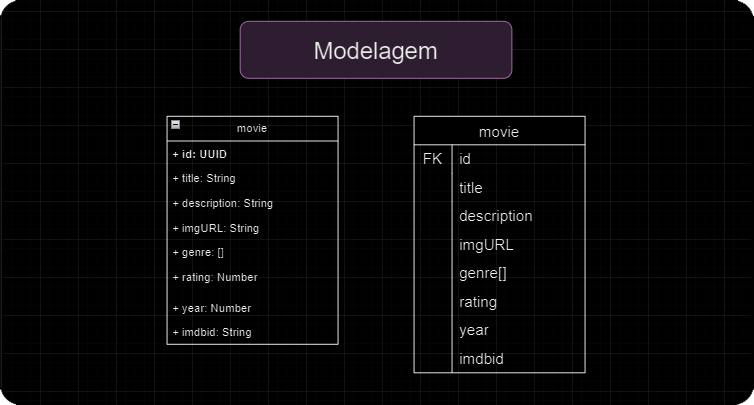 Modelagem
movie
+ id: UUID
+ title: String
+ description: String
+ imgURL: String
+ genre: []
+ rating: Number
+ year: Number
+ imdbid: String
movie
FK id
title
description
imgURL
genre[]
rating
year
imdbid